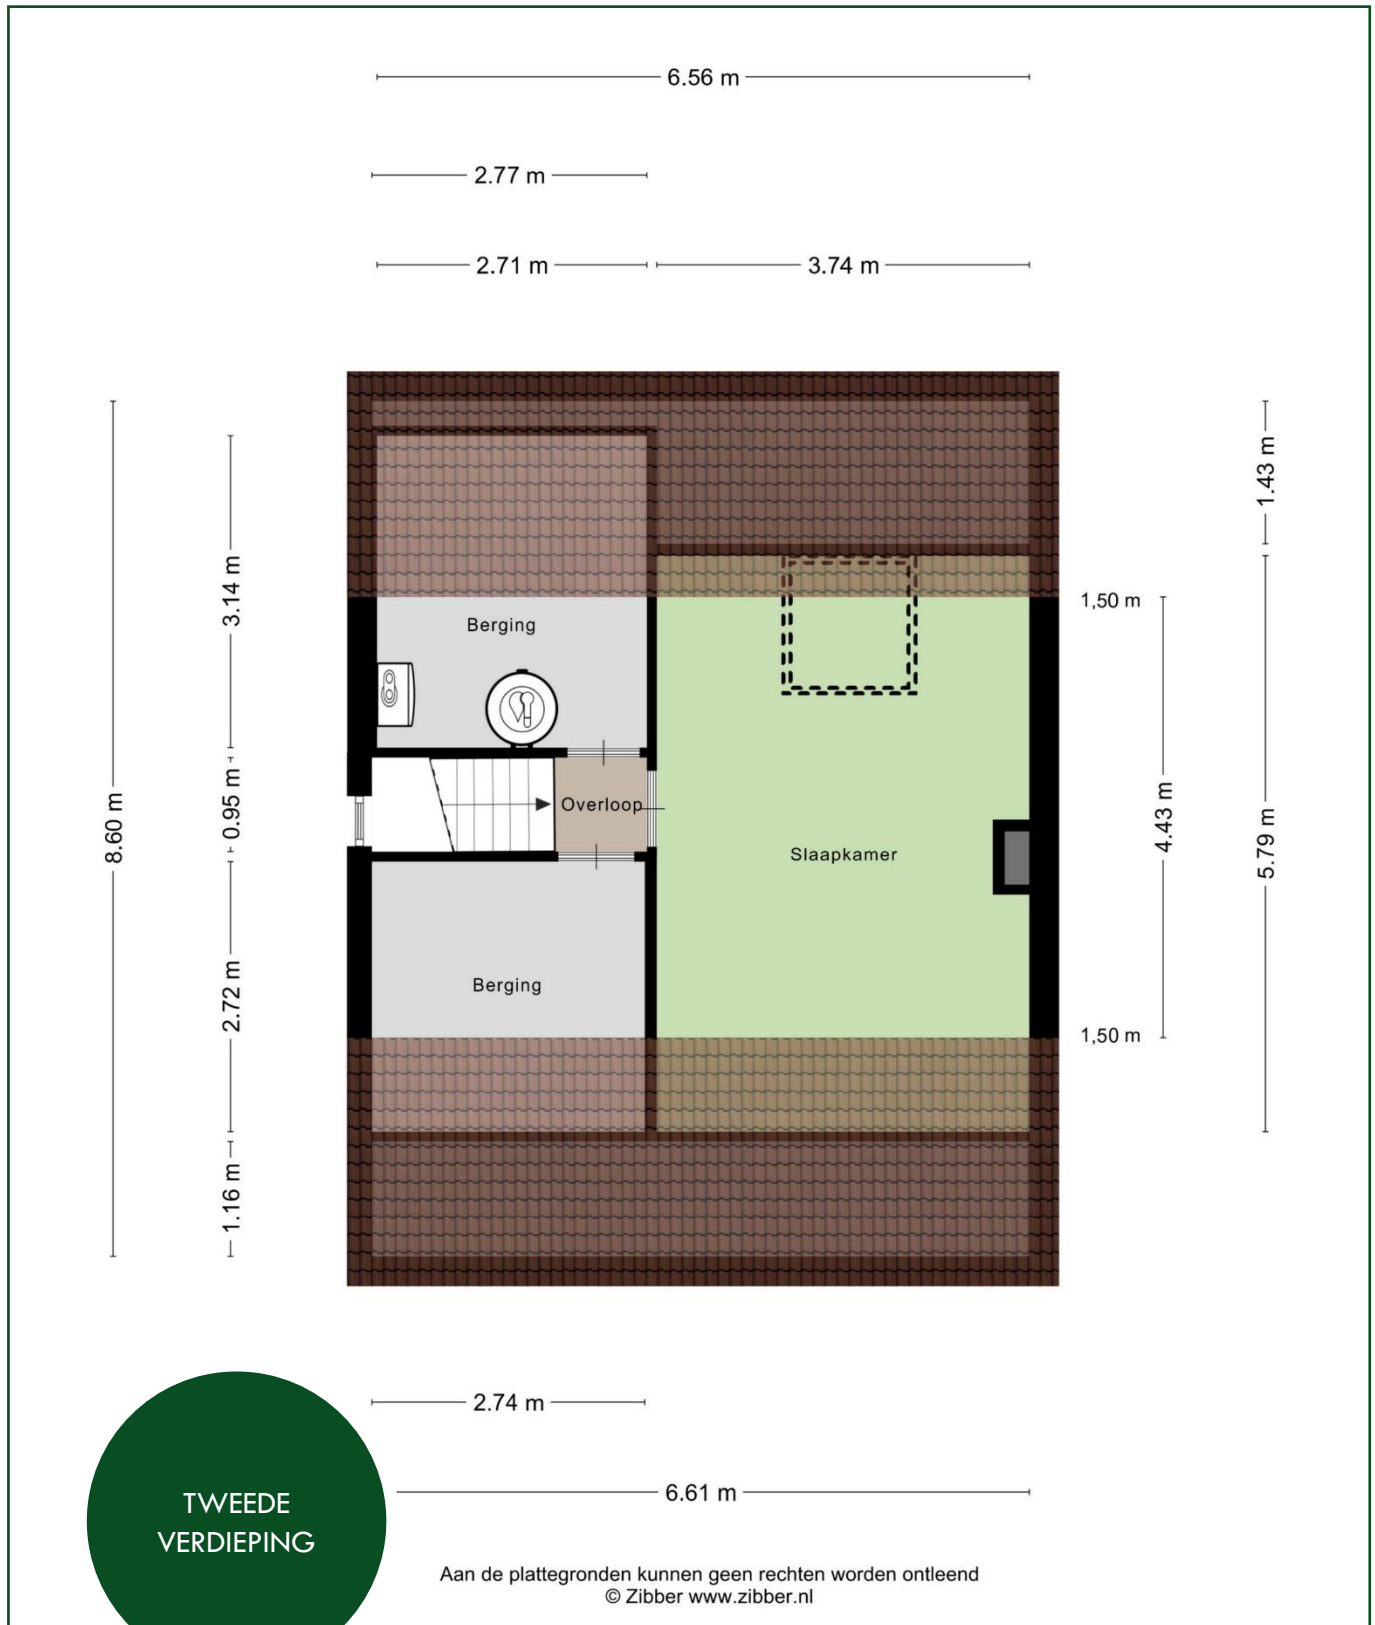 6.56 m
2.77 m
2.71 m
3.74 m
1.43 m
3.14 m
1,50 m
Berging
8.60 m
0.95 m
Overloop
4.43 m
5.79 m
Slaapkamer
2.72 m
Berging
1,50 m
1.16 m
2.74 m
6.61 m
TWEEDE
VERDIEPING
Aan de plattegronden kunnen geen rechten worden ontleend
© Zibber www.zibber.nl